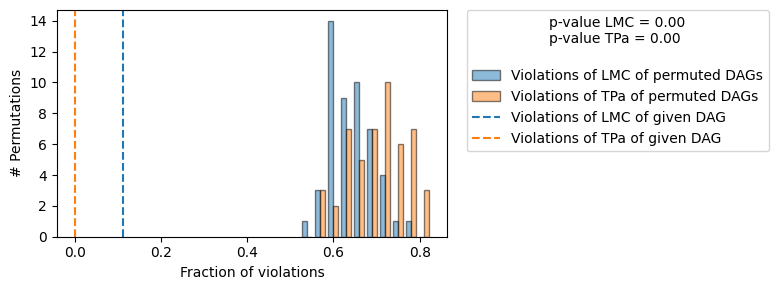 14
12
10
8
6
4
2
0
# Permutations
0.0 0.2 0.4 0.6 0.8
Fraction of violations
p-value LMC = 0.00
p-value TPa = 0.00
Violations of LMC of permuted DAGs
Violations of TPa of permuted DAGs
Violations of LMC of given DAG
Violations of TPa of given DAG